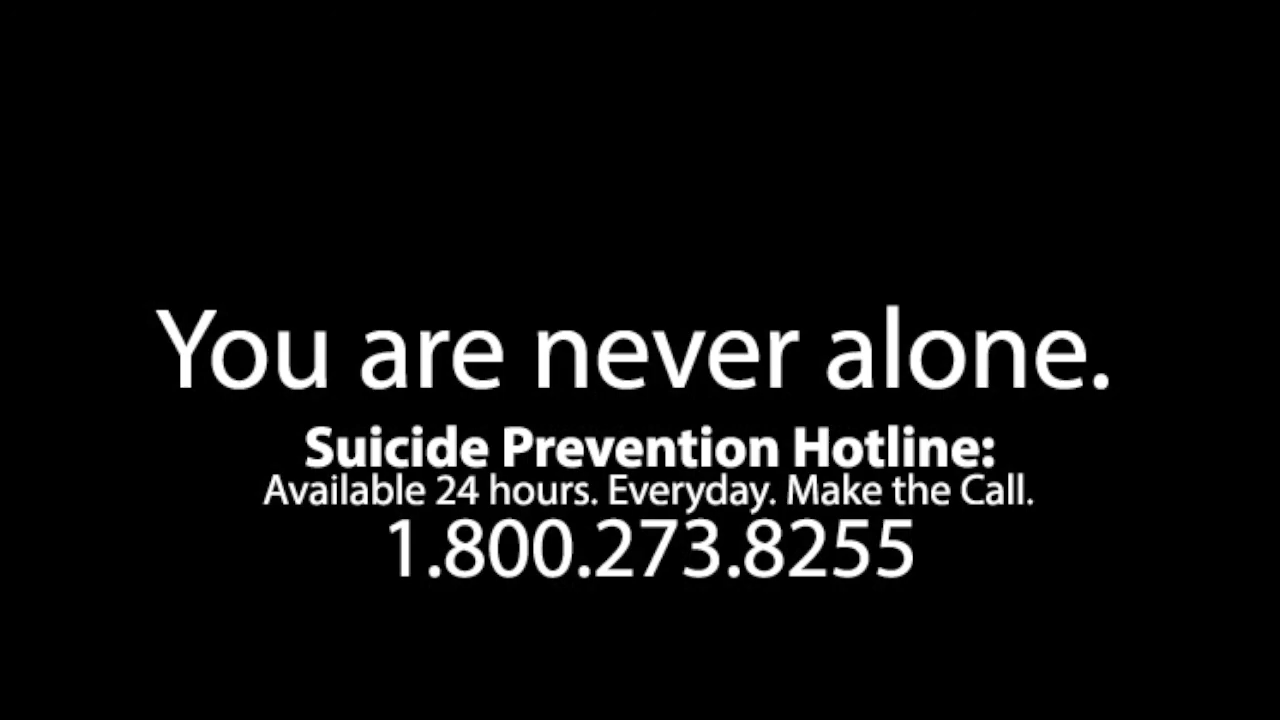 You are never alone.
Suicide Prevention Hotline:
Available 24 hours. Everyday. Make the Call.
1.800.273.8255